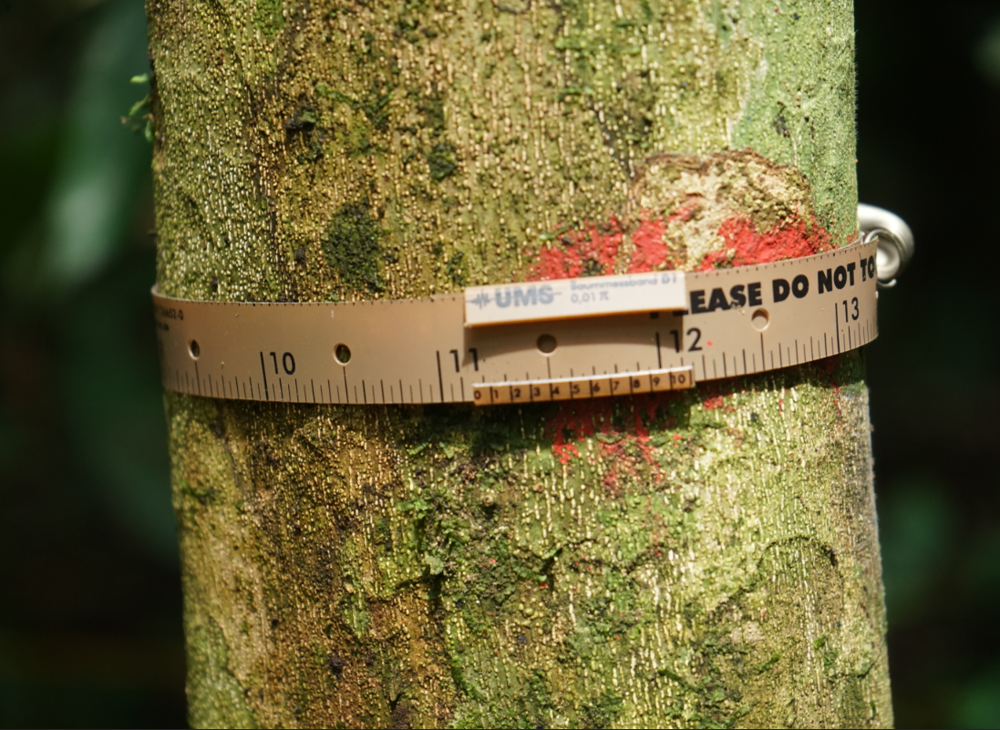 UMS Baummessband D1
0,01 π
EASE DO NOT TO
10 11 12 13
0 1 2 3 4 5 6 7 8 9 10